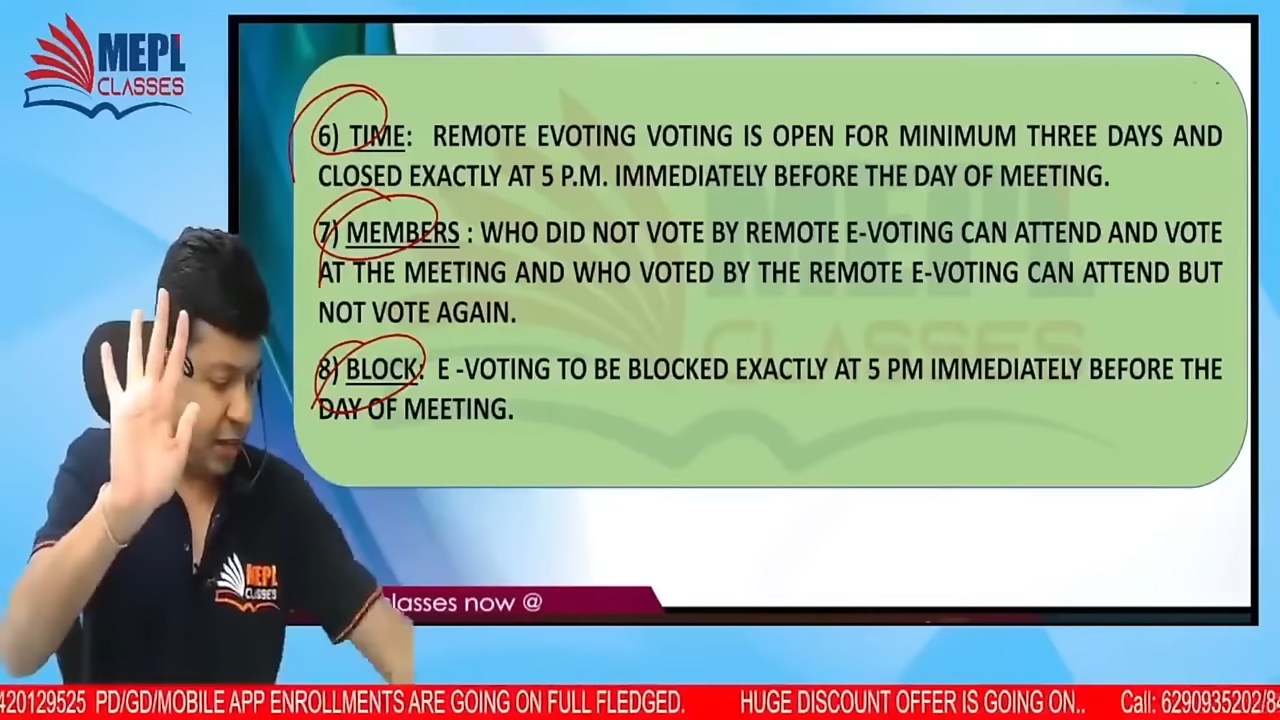 MEPL
CLASSES
6) TIME: REMOTE EVOTING VOTING IS OPEN FOR MINIMUM THREE DAYS AND
CLOSED EXACTLY AT 5 P.M. IMMEDIATELY BEFORE THE DAY OF MEETING.
7) MEMBERS : WHO DID NOT VOTE BY REMOTE E-VOTING CAN ATTEND AND VOTE
AT THE MEETING AND WHO VOTED BY THE REMOTE E-VOTING CAN ATTEND BUT
NOT VOTE AGAIN.
8) BLOCK: E -VOTING TO BE BLOCKED EXACTLY AT 5 PM IMMEDIATELY BEFORE THE
DAY OF MEETING.
MEPL
CLASSES
MEPL
CLASSES
classes now @
420129525 PD/GD/MOBILE APP ENROLLMENTS ARE GOING ON FULL FLEDGED. HUGE DISCOUNT OFFER IS GOING ON.. Call: 6290935202/84